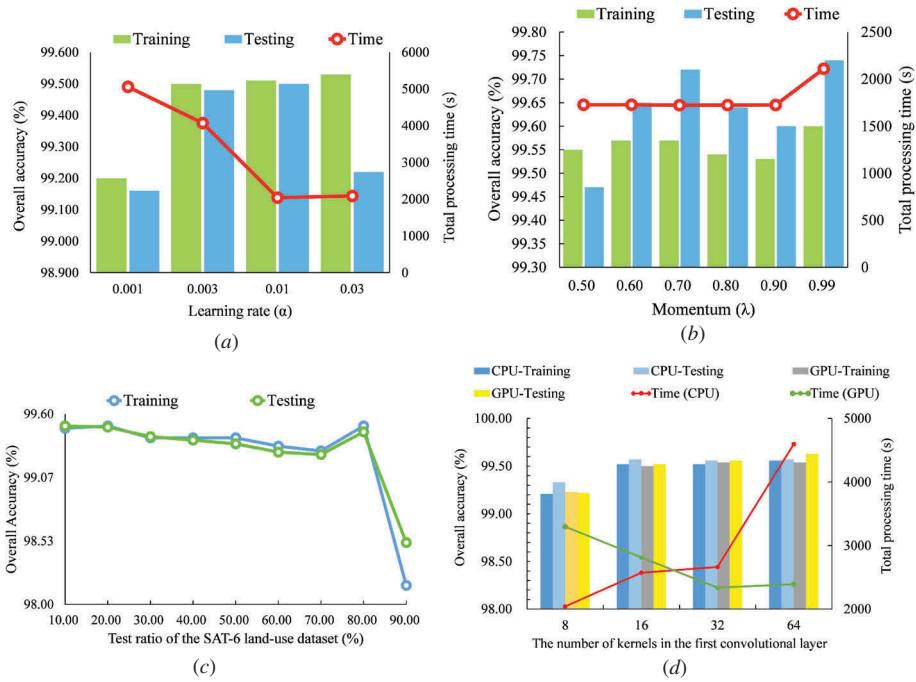 Training Testing Time
99.600
99.500
99.400
99.300
99.200
99.100
99.000
98.900
Overall accuracy (%)
6000
5000
4000
3000
2000
1000
0
Total processing time (s)
0.001 0.003 0.01 0.03
Learning rate (α)
(a)
Training Testing Time
99.80
99.75
99.70
99.65
99.60
99.55
99.50
99.45
99.40
99.35
99.30
Overall accuracy (%)
2500
2000
1500
1000
500
0
Total processing time (s)
0.50 0.60 0.70 0.80 0.90 0.99
Momentum (λ)
(b)
Training Testing
99.60
99.07
98.53
98.00
Overall Accuracy (%)
10.00 20.00 30.00 40.00 50.00 60.00 70.00 80.00 90.00
Test ratio of the SAT-6 land-use dataset (%)
(c)
CPU-Training CPU-Testing GPU-Training
GPU-Testing Time (CPU) Time (GPU)
100.00
99.50
99.00
98.50
98.00
Overall accuracy (%)
5000
4000
3000
2000
Total processing time (s)
8 16 32 64
The number of kernels in the first convolutional layer
(d)